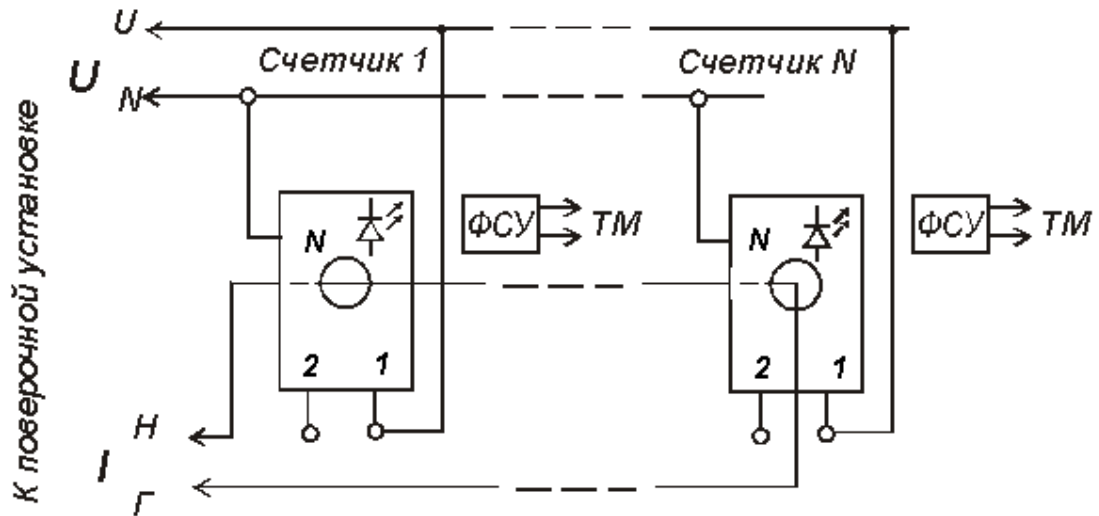 U
Счетчик 1
Счетчик N
U
N
К поверочной установке
N
ФСУ
ТМ
N
ФСУ
ТМ
2
1
2
1
Н
I
Г